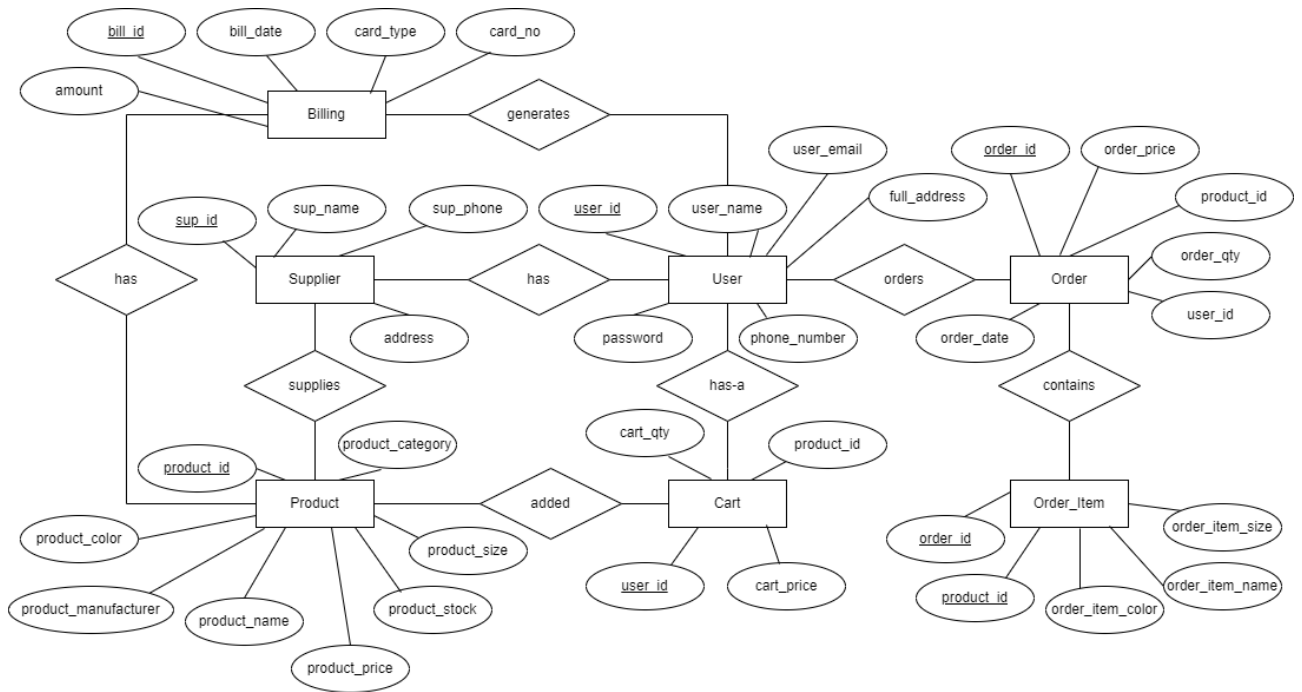 bill_id
bill_date
card_type
card_no
amount
Billing
generates
user_email
order_id
order_price
sup_id
sup_name
sup_phone
user_id
user_name
full_address
product_id
has
Supplier
has
User
orders
Order
order_qty
user_id
address
password
phone_number
order_date
supplies
has-a
contains
product_id
product_category
cart_qty
product_id
Product
added
Cart
Order_Item
product_color
product_size
order_id
order_item_size
product_manufacturer
product_name
product_stock
user_id
cart_price
product_id
order_item_color
order_item_name
product_price